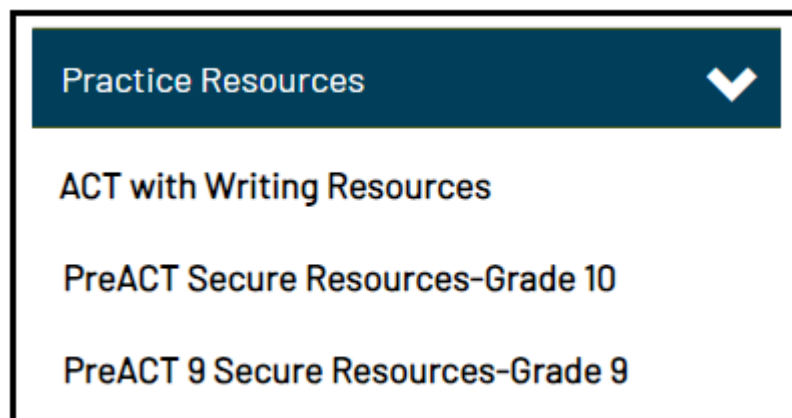 Practice Resources
ACT with Writing Resources
PreACT Secure Resources-Grade 10
PreACT 9 Secure Resources-Grade 9